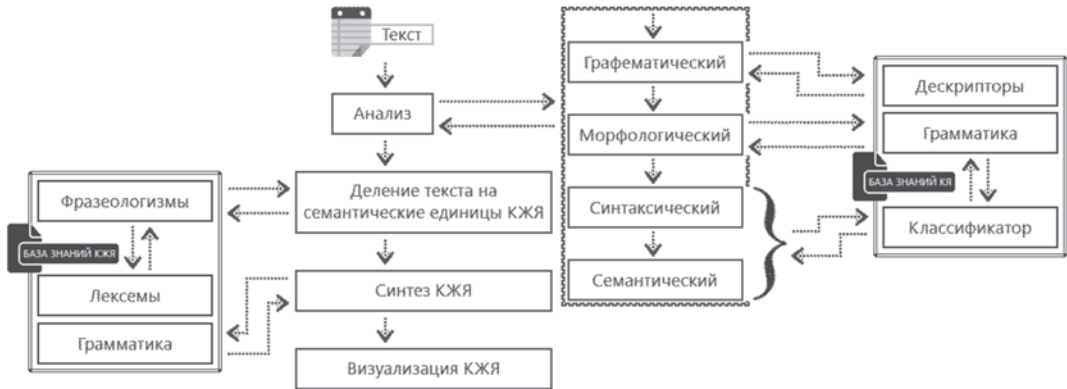 Текст
Анализ
Деление текста на
семантические единицы КЖЯ
Синтез КЖЯ
Визуализация КЖЯ
Фразеологизмы
БАЗА ЗНАНИЙ КЖЯ
Лексемы
Грамматика
Графематический
Морфологический
Синтаксический
Семантический
Дескрипторы
Грамматика
БАЗА ЗНАНИЙ КЯ
Классификатор